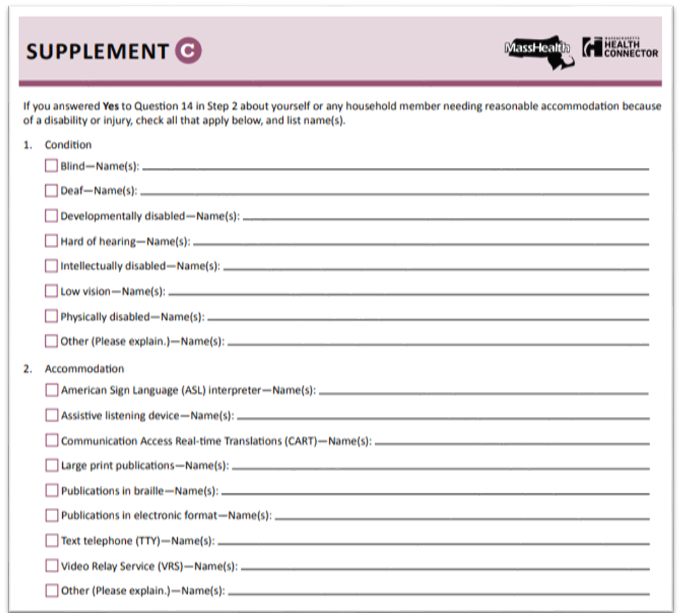 SUPPLEMENT C
MassHealth
MASSACHUSETTS
HEALTH
CONNECTOR
If you answered Yes to Question 14 in Step 2 about yourself or any household member needing reasonable accommodation because
of a disability or injury, check all that apply below, and list name(s).
1. Condition
Blind—Name(s):
Deaf—Name(s):
Developmentally disabled—Name(s):
Hard of hearing—Name(s):
Intellectually disabled—Name(s):
Low vision—Name(s):
Physically disabled—Name(s):
Other (Please explain.)—Name(s):
2. Accommodation
American Sign Language (ASL) interpreter—Name(s):
Assistive listening device—Name(s):
Communication Access Real-time Translations (CART)—Name(s):
Large print publications—Name(s):
Publications in braille—Name(s):
Publications in electronic format—Name(s):
Text telephone (TTY)—Name(s):
Video Relay Service (VRS)—Name(s):
Other (Please explain.)—Name(s):